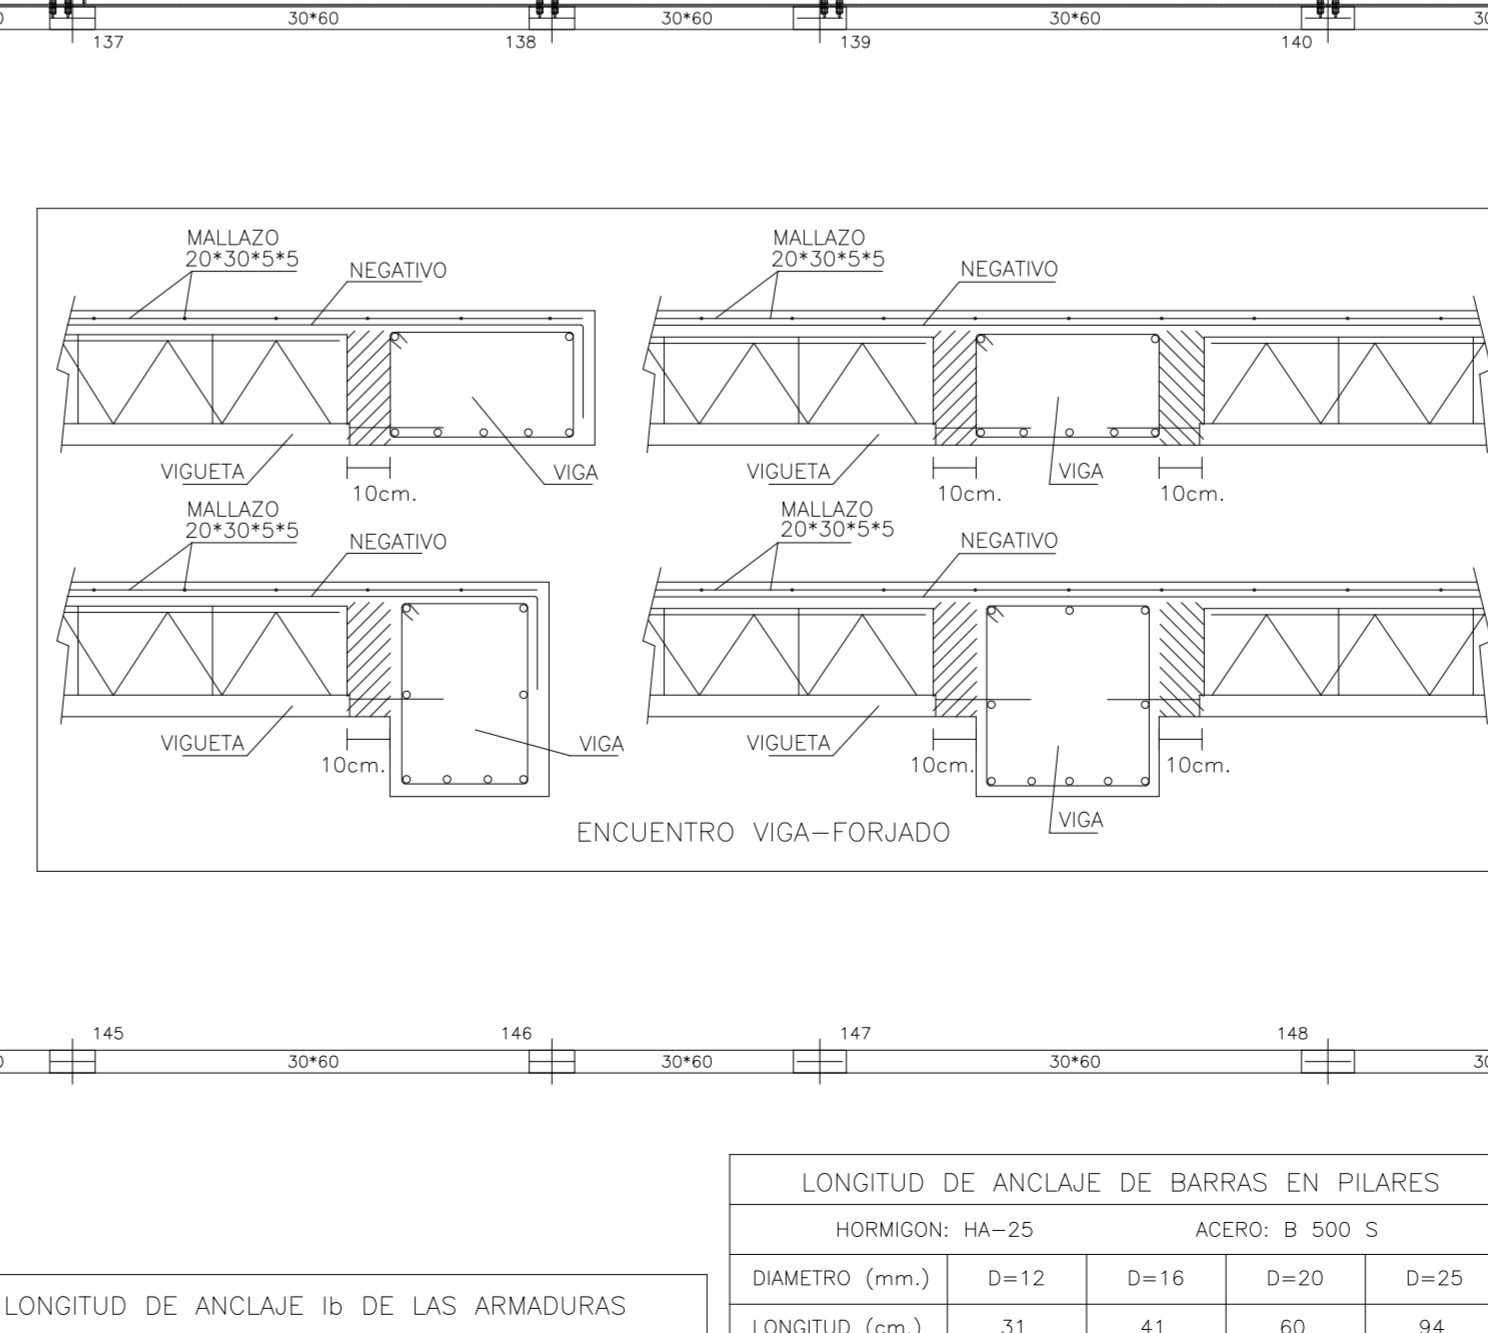 30*60 30*60 30*60
137 138 139 140
MALLAZO
20*30*5*5
NEGATIVO
MALLAZO
20*30*5*5
NEGATIVO
VIGUETA
VIGA
10cm.
VIGUETA
VIGA
10cm.
10cm.
MALLAZO
20*30*5*5
NEGATIVO
MALLAZO
20*30*5*5
NEGATIVO
VIGUETA
VIGA
10cm.
VIGUETA
10cm.
10cm.
VIGA
ENCUENTRO VIGA-FORJADO
145 146 147 148
30*60 30*60 30*60
LONGITUD DE ANCLAJE DE BARRAS EN PILARES
HORMIGON: HA-25 ACERO: B 500 S
DIAMETRO (mm.) D=12 D=16 D=20 D=25
LONGITUD (cm.) 31 41 60 94
LONGITUD DE ANCLAJE lb DE LAS ARMADURAS